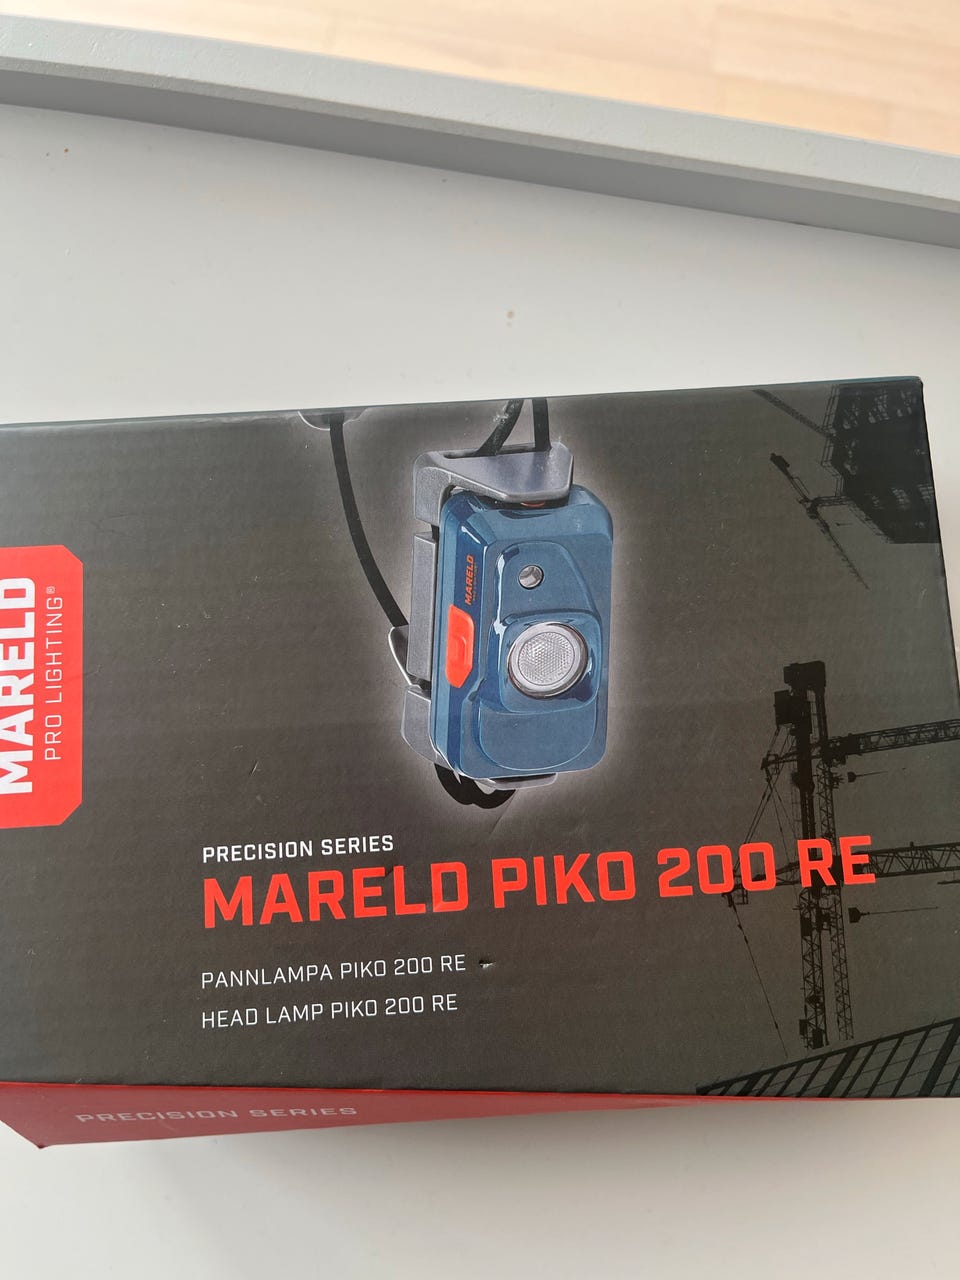 MARELD
PRO LIGHTING®
MARELD
PRECISION SERIES
MARELD PIKO 200 RE
PANNLAMPA PIKO 200 RE
HEAD LAMP PIKO 200 RE
PRECISION SERIES